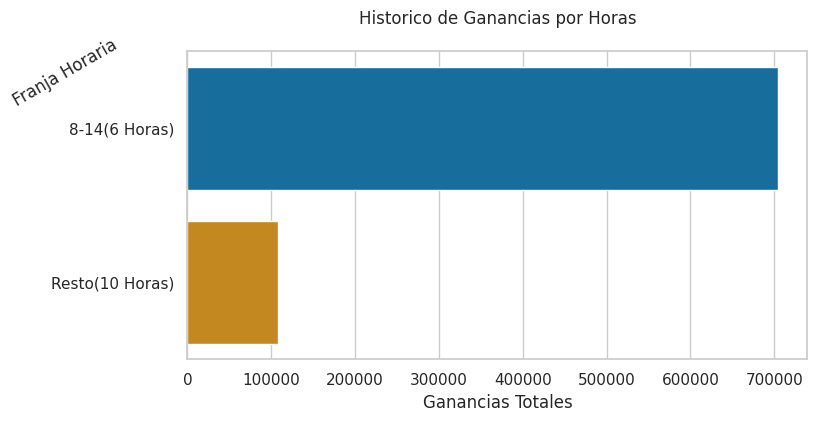 Historico de Ganancias por Horas
Franja Horaria
8-14(6 Horas)
Resto(10 Horas)
0 100000 200000 300000 400000 500000 600000 700000
Ganancias Totales